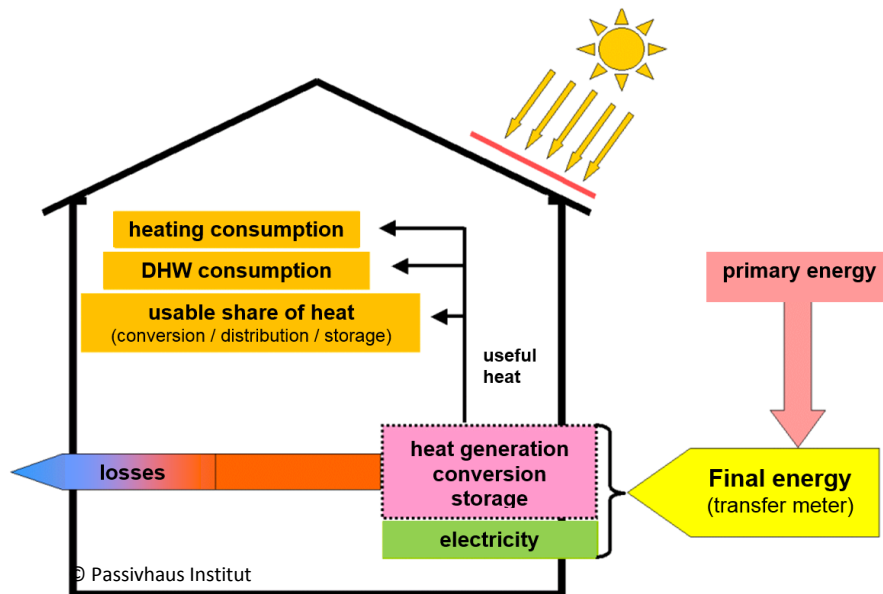 heating consumption
DHW consumption
usable share of heat
(conversion / distribution / storage)
primary energy
useful
heat
heat generation
conversion
storage
losses
Final energy
(transfer meter)
electricity
© Passivhaus Institut